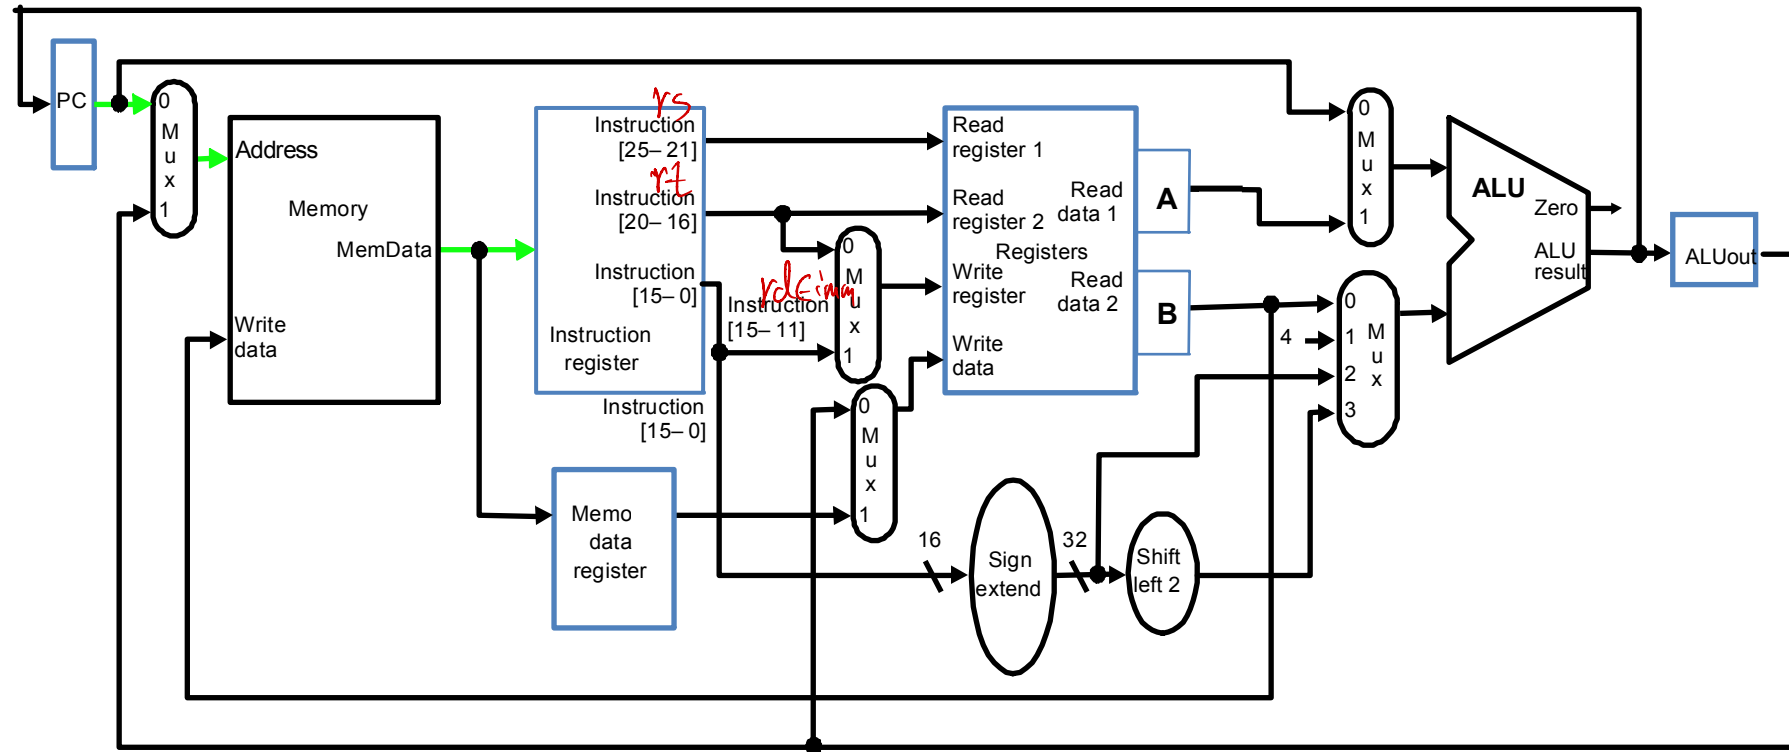 PC
0
M
u
x
1
Address
Memory
MemData
Write
data
rs
Instruction
[25–21]
rt
Instruction
[20–16]
Instruction
[15–0]
Instruction
register
rd∈imm
Instruction
[15–11]
Instruction
[15–0]
0
M
u
x
1
0
M
u
x
1
Memo
data
register
Read
register 1
Read
register 2
Registers
Write
register
Write
data
Read
data 1
Read
data 2
A
B
16
Sign
extend
32
Shift
left 2
0
M
u
x
1
4
0
1
2
3
M
u
x
ALU
Zero
ALU
result
ALUout